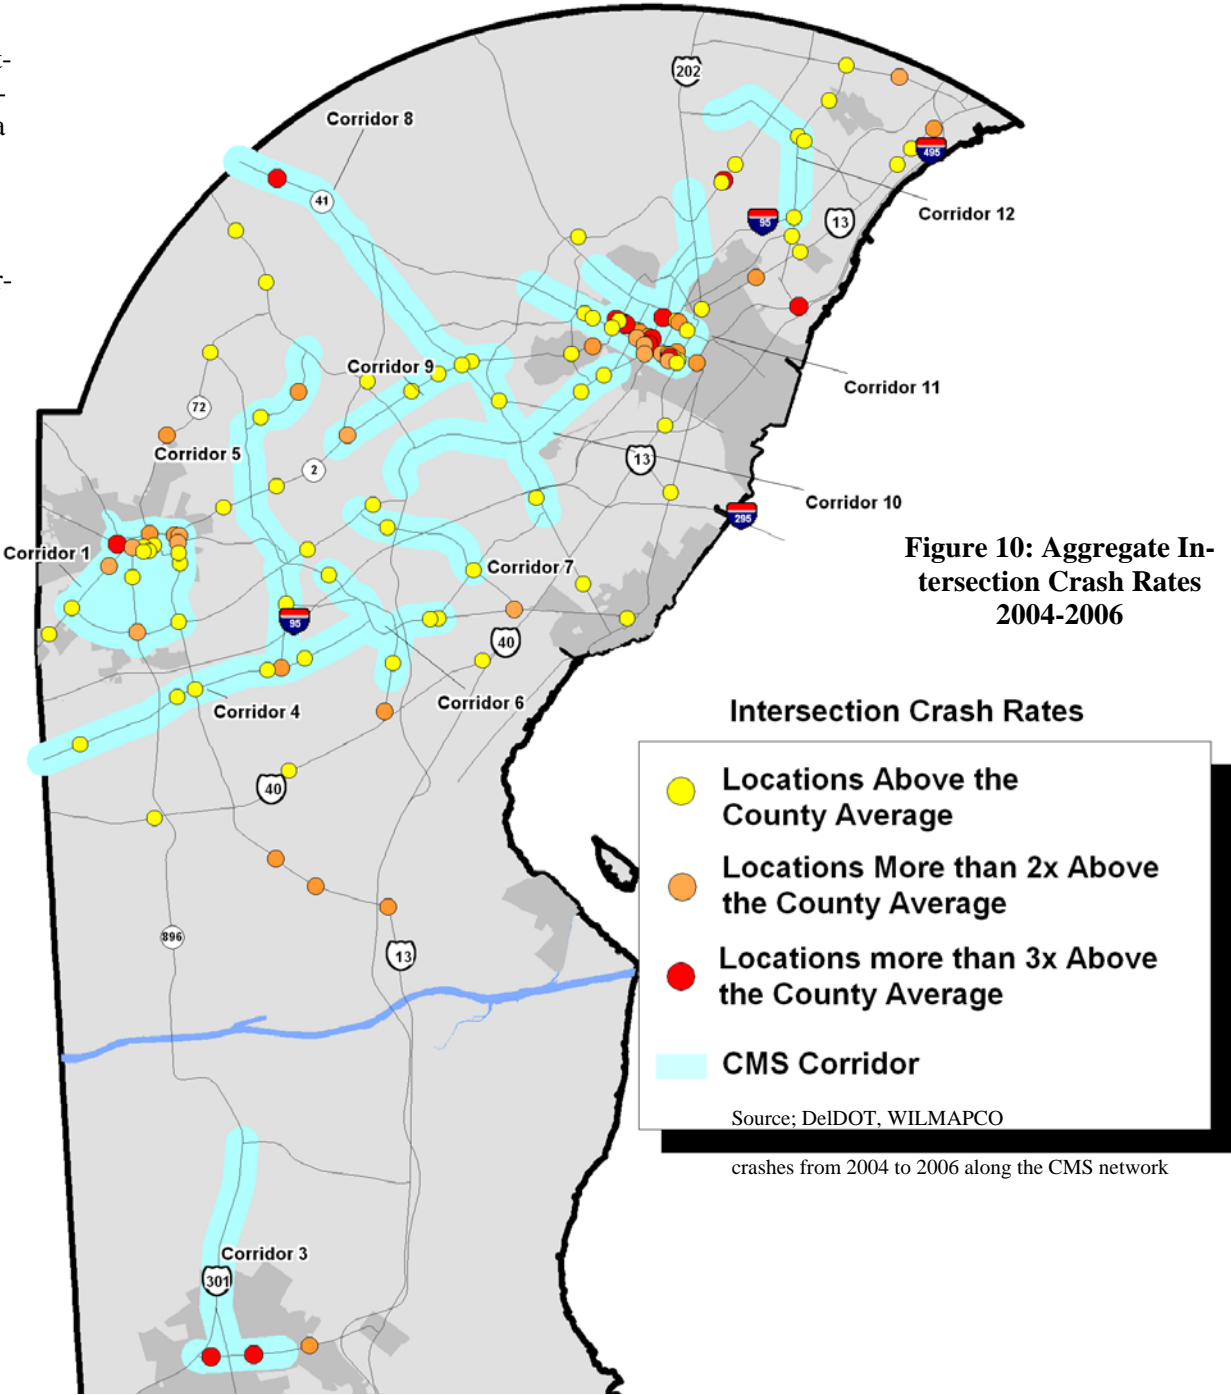 t-
-
a
r-
202
Corridor 8
495
41
95
13
Corridor 12
Corridor 9
Corridor 11
72
Corridor 5
2
13
Corridor 10
295
Corridor 1
Figure 10: Aggregate In-
tersection Crash Rates
2004-2006
Corridor 7
95
40
Corridor 6
Corridor 4
40
896
13
Intersection Crash Rates
Locations Above the
County Average
Locations More than 2x Above
the County Average
Locations more than 3x Above
the County Average
CMS Corridor
Source; DelDOT, WILMAPCO
crashes from 2004 to 2006 along the CMS network
Corridor 3
301